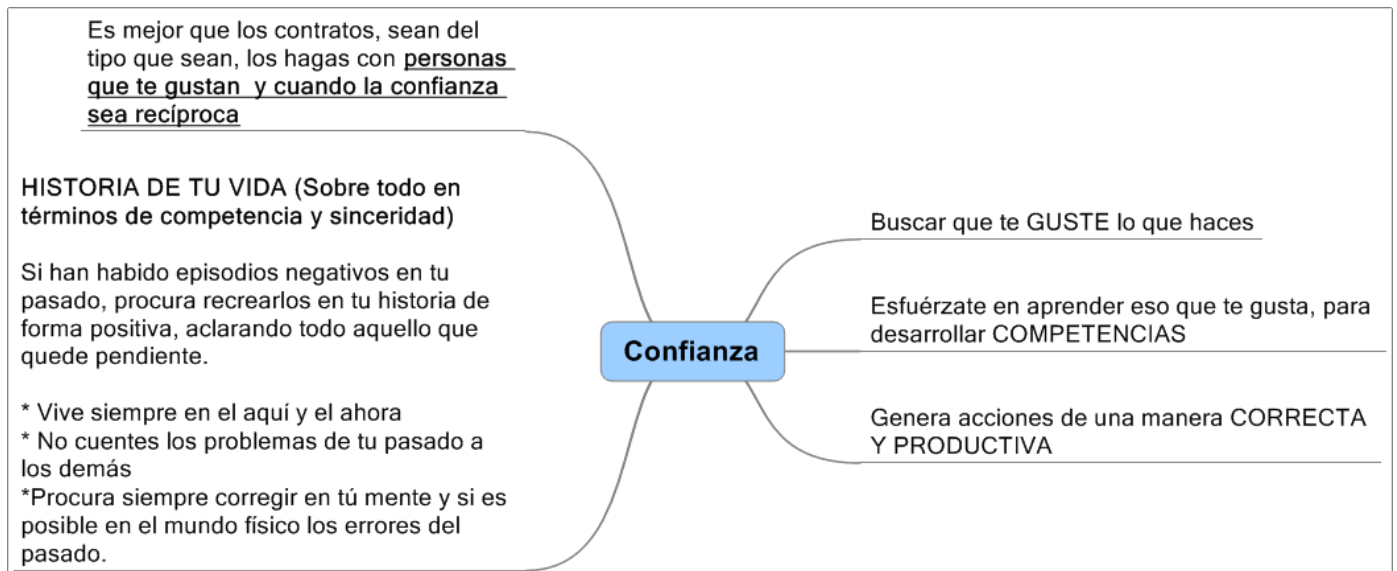 Es mejor que los contratos, sean del
tipo que sean, los hagas con personas
que te gustan  y cuando la confianza
sea recíproca
HISTORIA DE TU VIDA (Sobre todo en
términos de competencia y sinceridad)
Si han habido episodios negativos en tu
pasado, procura recrearlos en tu historia de
forma positiva, aclarando todo aquello que
quede pendiente.
* Vive siempre en el aquí y el ahora
* No cuentes los problemas de tu pasado a
los demás
*Procura siempre corregir en tú mente y si es
posible en el mundo físico los errores del
pasado.
Confianza
Buscar que te GUSTE lo que haces
Esfuérzate en aprender eso que te gusta, para
desarrollar COMPETENCIAS
Genera acciones de una manera CORRECTA
Y PRODUCTIVA